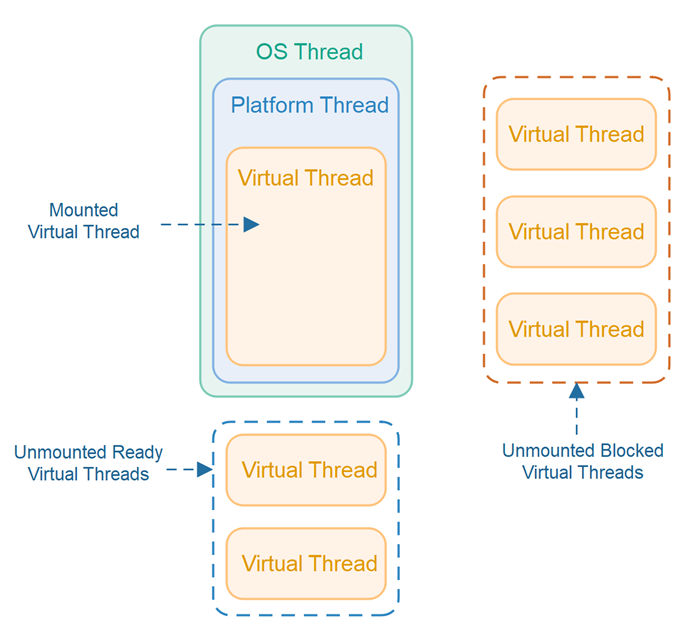 OS Thread
Platform Thread
Virtual Thread
Mounted
Virtual Thread
Virtual Thread
Virtual Thread
Virtual Thread
Unmounted Blocked
Virtual Threads
Unmounted Ready
Virtual Threads
Virtual Thread
Virtual Thread